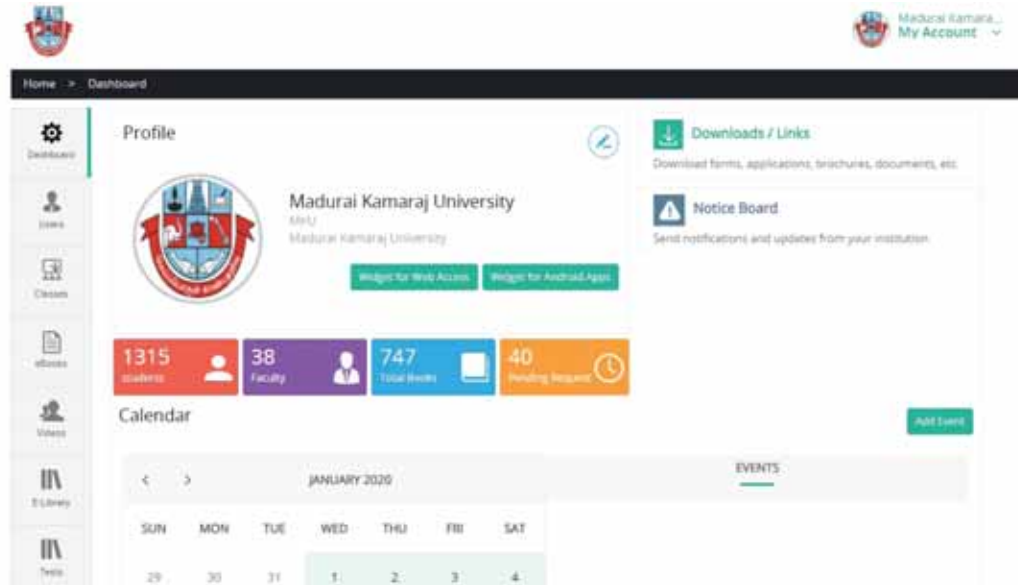 Madurai Kamara...
My Account
Home > Dashboard
Dashboard
Users
Classes
eBooks
Videos
E-Library
Tests
Profile
Madurai Kamaraj University
MKU
Madurai Kamaraj University
Widget for Web Access
Widget for Android Apps
Downloads / Links
Download forms, applications, brochures, documents, etc.
Notice Board
Send notifications and updates from your institution.
1315
students
38
Faculty
747
Total Books
40
Pending Request
Calendar
Add Event
< >
JANUARY 2020
EVENTS
SUN MON TUE WED THU FRI SAT
29 30 31 1 2 3 4